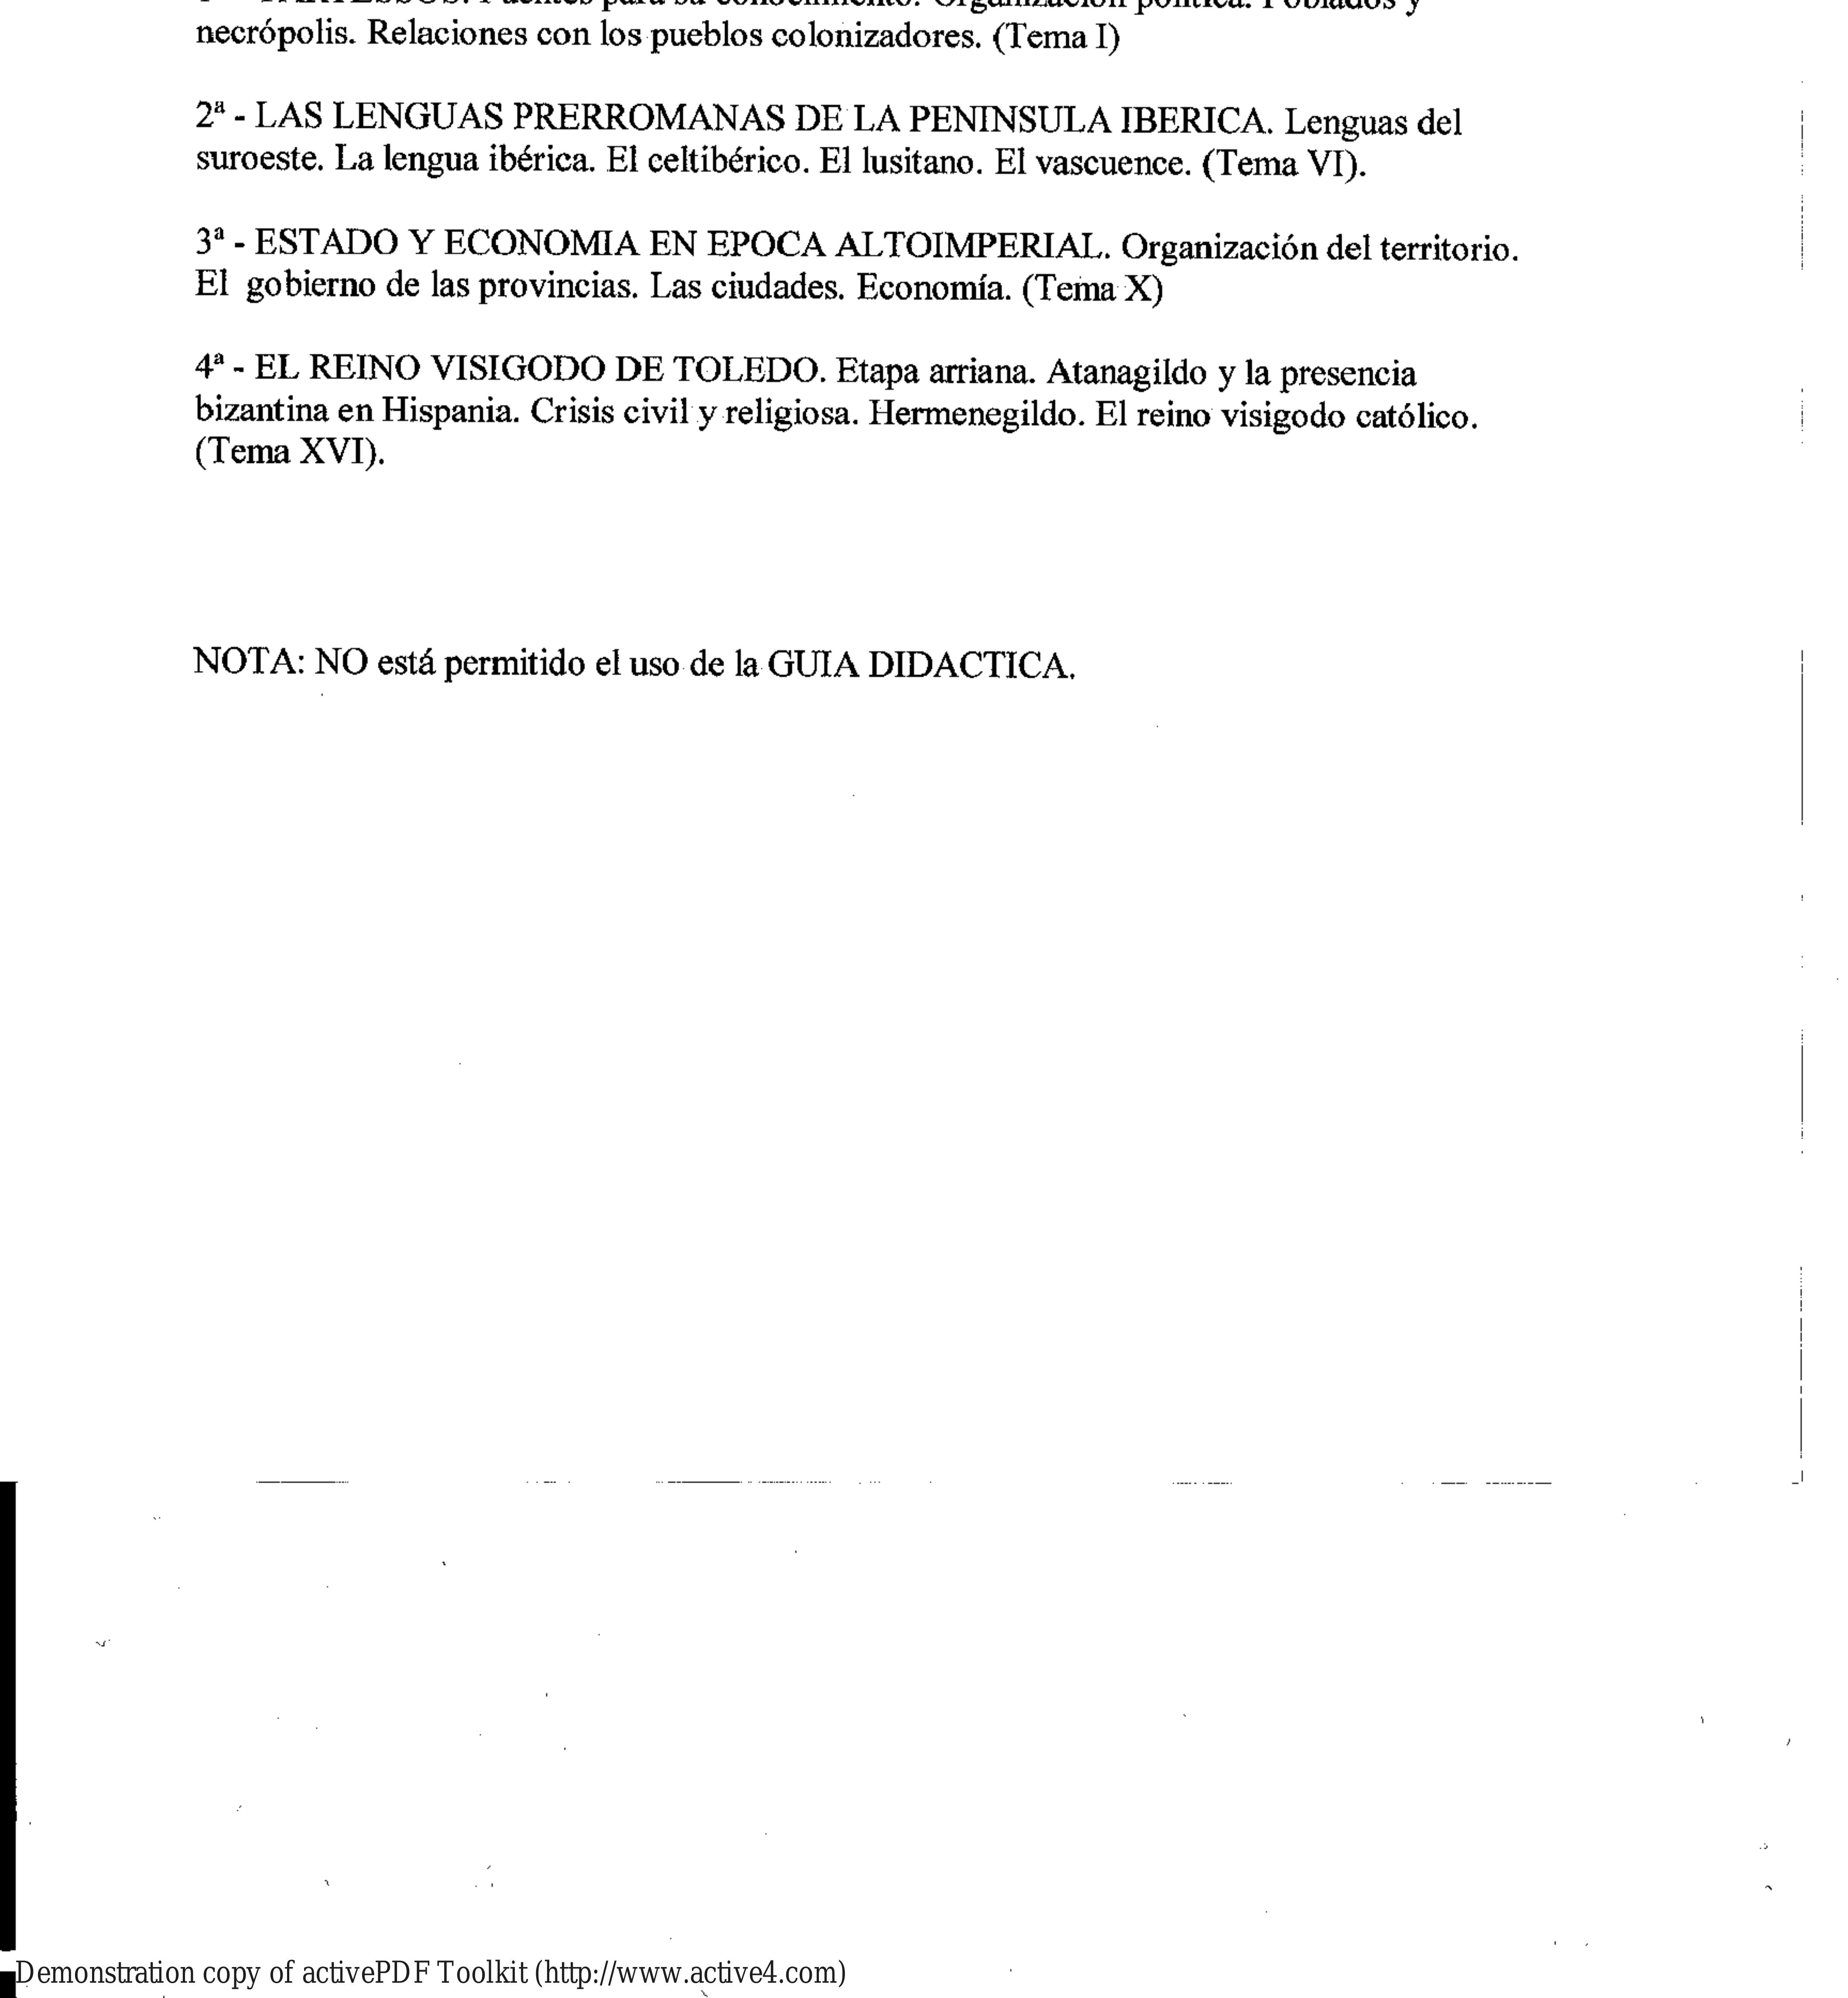 necrópolis. Relaciones con los pueblos colonizadores. (Tema I)
2ª - LAS LENGUAS PRERROMANAS DE LA PENINSULA IBERICA. Lenguas del
suroeste. La lengua ibérica. El celtibérico. El lusitano. El vascuence. (Tema VI).
3ª - ESTADO Y ECONOMIA EN EPOCA ALTOIMPERIAL. Organización del territorio.
El gobierno de las provincias. Las ciudades. Economía. (Tema X)
4ª - EL REINO VISIGODO DE TOLEDO. Etapa arriana. Atanagildo y la presencia
bizantina en Hispania. Crisis civil y religiosa. Hermenegildo. El reino visigodo católico.
(Tema XVI).
NOTA: NO está permitido el uso de la GUIA DIDACTICA.
Demonstration copy of activePDF Toolkit (http://www.active4.com)